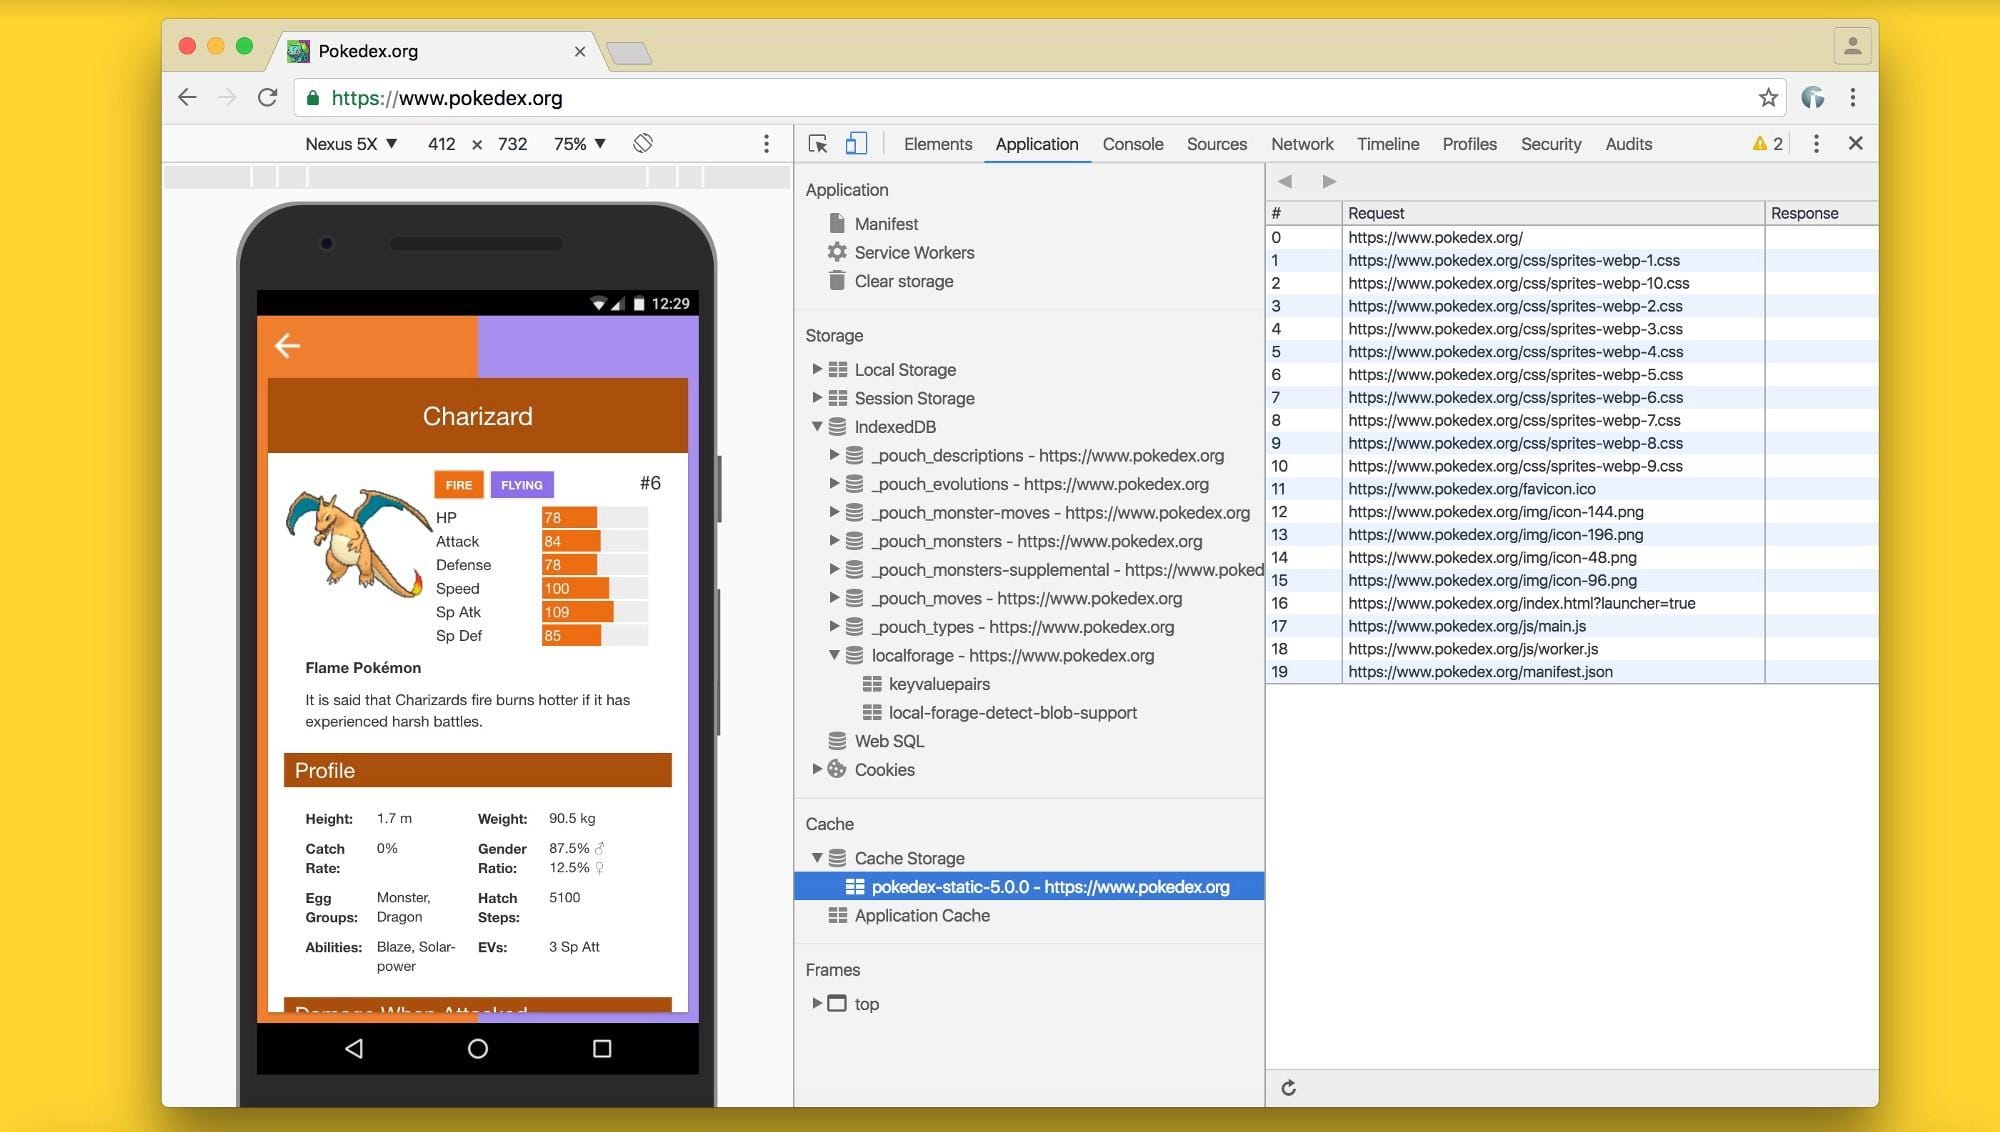 Pokedex.org
https://www.pokedex.org
Nexus 5X ▼ 412 × 732 75% ▼
Elements Application Console Sources Network Timeline Profiles Security Audits 2
12:29
Charizard
FIRE FLYING #6
HP 78
Attack 84
Defense 78
Speed 100
Sp Atk 109
Sp Def 85
Flame Pokémon
It is said that Charizards fire burns hotter if it has
experienced harsh battles.
Profile
Height: 1.7 m Weight: 90.5 kg
Catch Rate: 0% Gender Ratio: 87.5% ♂ 12.5% ♀
Egg Groups: Monster, Dragon Hatch Steps: 5100
Abilities: Blaze, Solar-power EVs: 3 Sp Att
Damage When Attacked
Application
Manifest
Service Workers
Clear storage
Storage
Local Storage
Session Storage
IndexedDB
_pouch_descriptions - https://www.pokedex.org
_pouch_evolutions - https://www.pokedex.org
_pouch_monster-moves - https://www.pokedex.org
_pouch_monsters - https://www.pokedex.org
_pouch_monsters-supplemental - https://www.poked
_pouch_moves - https://www.pokedex.org
_pouch_types - https://www.pokedex.org
localforage - https://www.pokedex.org
keyvaluepairs
local-forage-detect-blob-support
Web SQL
Cookies
Cache
Cache Storage
pokedex-static-5.0.0 - https://www.pokedex.org
Application Cache
Frames
top
# Request Response
0 https://www.pokedex.org/
1 https://www.pokedex.org/css/sprites-webp-1.css
2 https://www.pokedex.org/css/sprites-webp-10.css
3 https://www.pokedex.org/css/sprites-webp-2.css
4 https://www.pokedex.org/css/sprites-webp-3.css
5 https://www.pokedex.org/css/sprites-webp-4.css
6 https://www.pokedex.org/css/sprites-webp-5.css
7 https://www.pokedex.org/css/sprites-webp-6.css
8 https://www.pokedex.org/css/sprites-webp-7.css
9 https://www.pokedex.org/css/sprites-webp-8.css
10 https://www.pokedex.org/css/sprites-webp-9.css
11 https://www.pokedex.org/favicon.ico
12 https://www.pokedex.org/img/icon-144.png
13 https://www.pokedex.org/img/icon-196.png
14 https://www.pokedex.org/img/icon-48.png
15 https://www.pokedex.org/img/icon-96.png
16 https://www.pokedex.org/index.html?launcher=true
17 https://www.pokedex.org/js/main.js
18 https://www.pokedex.org/js/worker.js
19 https://www.pokedex.org/manifest.json